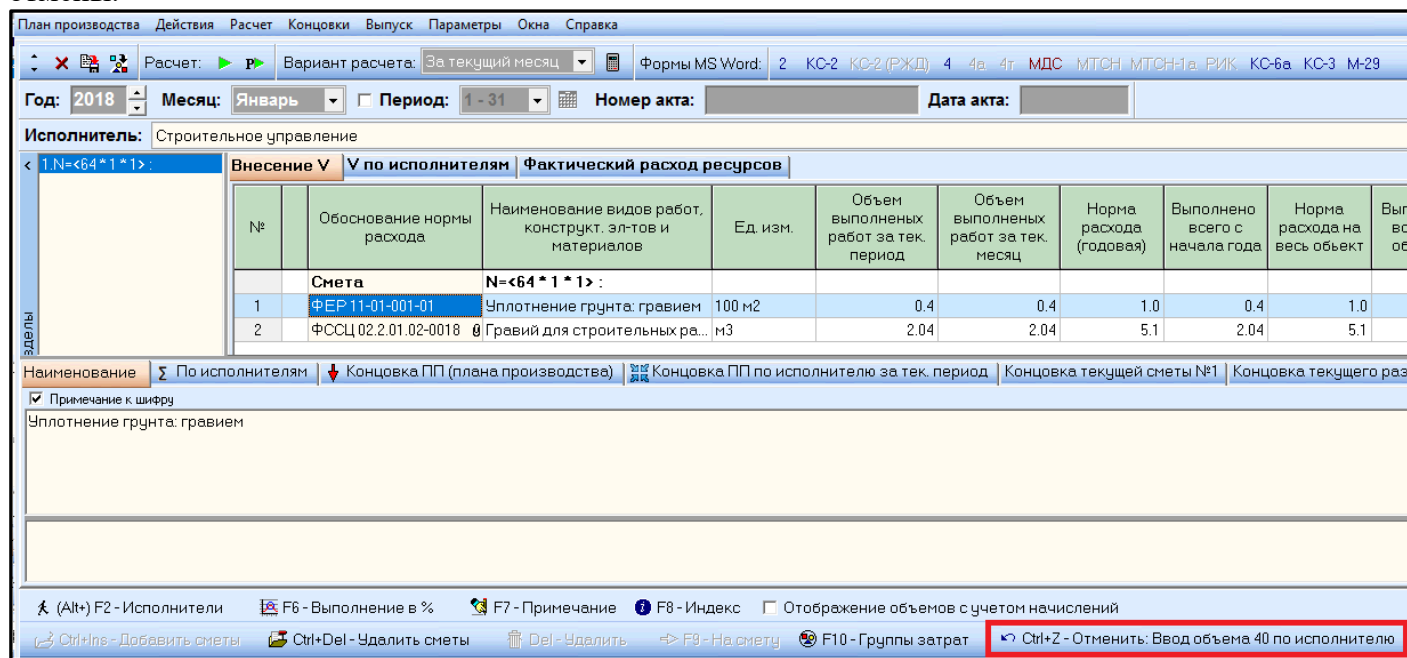 План производства Действия Расчет Концовки Выпуск Параметры Окна Справка
Расчет: P Вариант расчета: За текущий месяц Формы MS Word: 2 КС-2 КС-2 (РЖД) 4 4а 4т МДС МТСН МТСН-1а РИК КС-6а КС-3 М-29
Год: 2018 Месяц: Январь Период: 1 - 31 Номер акта: Дата акта:
Исполнитель: Строительное управление
< 1.N=<64*1*1> : Внесение V V по исполнителям Фактический расход ресурсов
№ Обоснование нормы расхода Наименование видов работ, конструкт. эл-тов и материалов Ед. изм. Объем выполненых работ за тек. период Объем выполненых работ за тек. месяц Норма расхода (годовая) Выполнено всего с начала года Норма расхода на весь обьект
Смета N=<64 * 1 * 1> :
1 ФЕР 11-01-001-01 Уплотнение грунта: гравием 100 м2 0.4 0.4 1.0 0.4 1.0
2 ФССЦ 02.2.01.02-0018 Гравий для строительных ра... м3 2.04 2.04 5.1 2.04 5.1
Наименование Σ По исполнителям Концовка ПП (плана производства) Концовка ПП по исполнителю за тек. период Концовка текущей сметы №1 Концовка текущего раз
Примечание к шифру
Уплотнение грунта: гравием
(Alt+) F2 - Исполнители F6 - Выполнение в % F7 - Примечание F8 - Индекс Отображение объемов с учетом начислений
Ctrl+Ins - Добавить сметы Ctrl+Del - Удалить сметы Del - Удалить F9 - На смету F10 - Группы затрат Ctrl+Z - Отменить: Ввод объема 40 по исполнителю